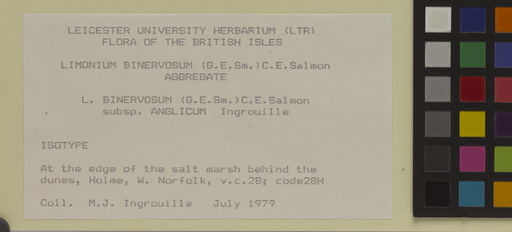 LEICESTER UNIVERSITY HERBARIUM (LTR)
FLORA OF THE BRITISH ISLES
LIMONIUM BINERVOSUM (G.E.Sm.)C.E.Salmon
AGGREGATE
L. BINERVOSUM (G.E.Sm.)C.E.Salmon
subsp. ANGLICUM Ingrouille
ISOTYPE
At the edge of the salt marsh behind the
dunes, Holme, W. Norfolk, v.c.28; code28H
Coll. M.J. Ingrouille July 1979